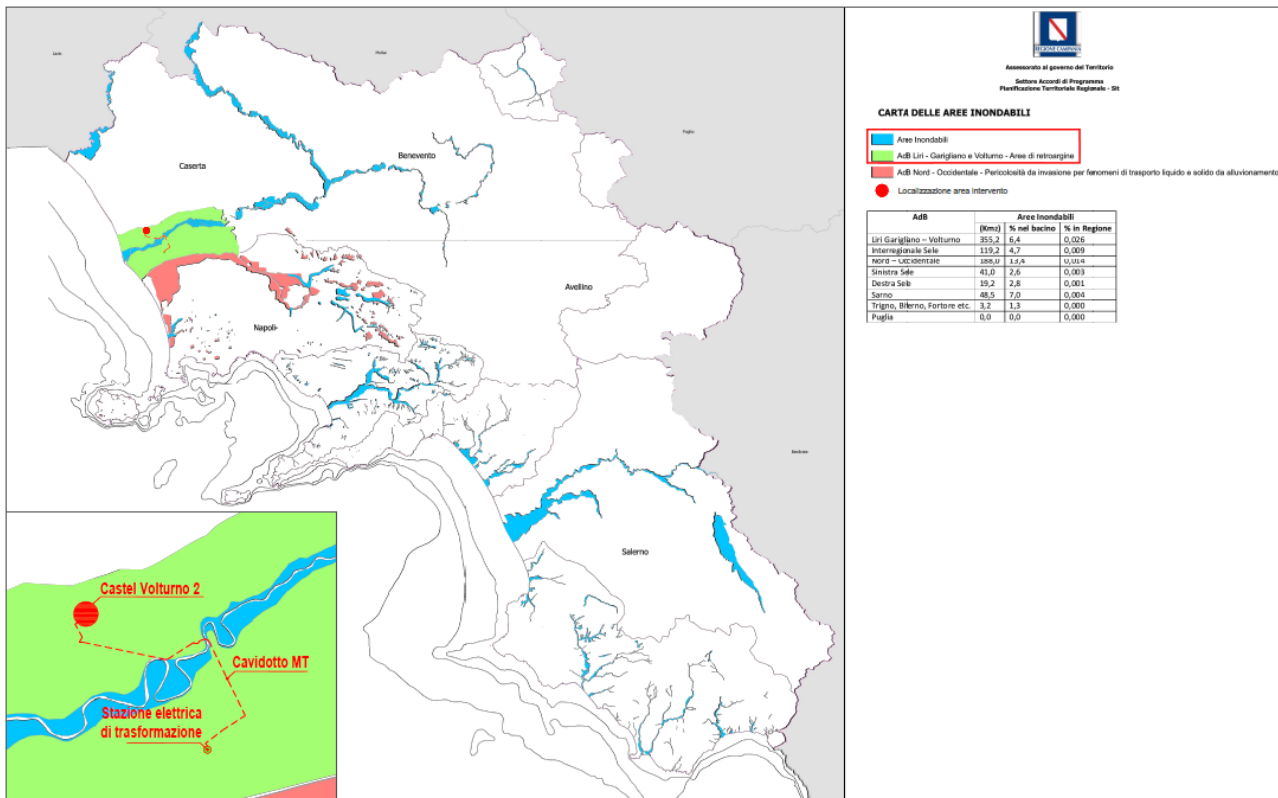 Lazio
Molise
Puglia
Basilicata
Caserta
Benevento
Avellino
Napoli
Salerno
Castel Volturno 2
Cavidotto MT
Stazione elettrica
di trasformazione
REGIONE CAMPANIA
Assessorato al governo del Territorio
Settore Accordi di Programma
Planificazione Territoriale Regionale - Sit
CARTA DELLE AREE INONDABILI
Aree Inondabili
AdB Liri - Garigliano e Volturno - Aree di retroargine
AdB Nord - Occidentale - Pericolosità da invasione per fenomeni di trasporto liquido e solido da alluvionamento
Localizzazione area Intervento
AdB Aree Inondabili
(Km2) % nel bacino % in Regione
Liri Garigliano – Volturno 355,2 6,4 0,026
Interregionale Sele 119,2 4,7 0,009
Nord – Occidentale 188,0 13,4 0,014
Sinistra Sele 41,0 2,6 0,003
Destra Sele 19,2 2,8 0,001
Sarno 48,5 7,0 0,004
Trigno, Biferno, Fortore etc. 3,2 1,3 0,000
Puglia 0,0 0,0 0,000